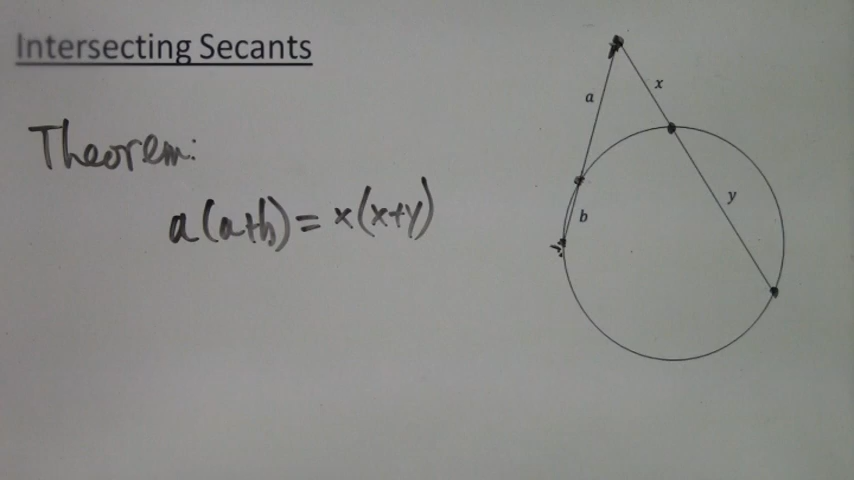 Intersecting Secants
Theorem:
a(a+b) = x(x+y)
a
x
b
y